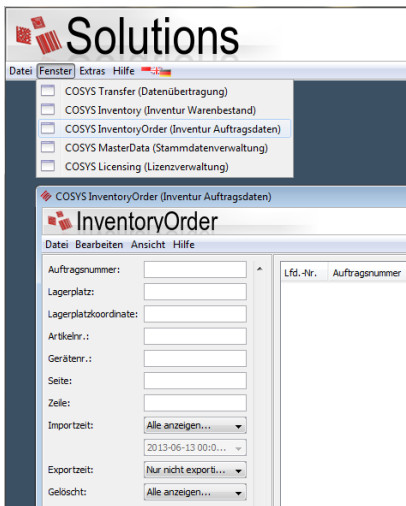 Solutions
Datei Fenster Extras Hilfe
COSYS Transfer (Datenübertragung)
COSYS Inventory (Inventur Warenbestand)
COSYS InventoryOrder (Inventur Auftragsdaten)
COSYS MasterData (Stammdatenverwaltung)
COSYS Licensing (Lizenzverwaltung)
COSYS InventoryOrder (Inventur Auftragsdaten)
InventoryOrder
Datei Bearbeiten Ansicht Hilfe
Auftragsnummer:
Lfd.-Nr. Auftragsnummer
Lagerplatz:
Lagerplatzkoordinate:
Artikelnr.:
Gerätenr.:
Seite:
Zeile:
Importzeit: Alle anzeigen...
2013-06-13 00:0...
Exportzeit: Nur nicht exporti...
Gelöscht: Alle anzeigen...